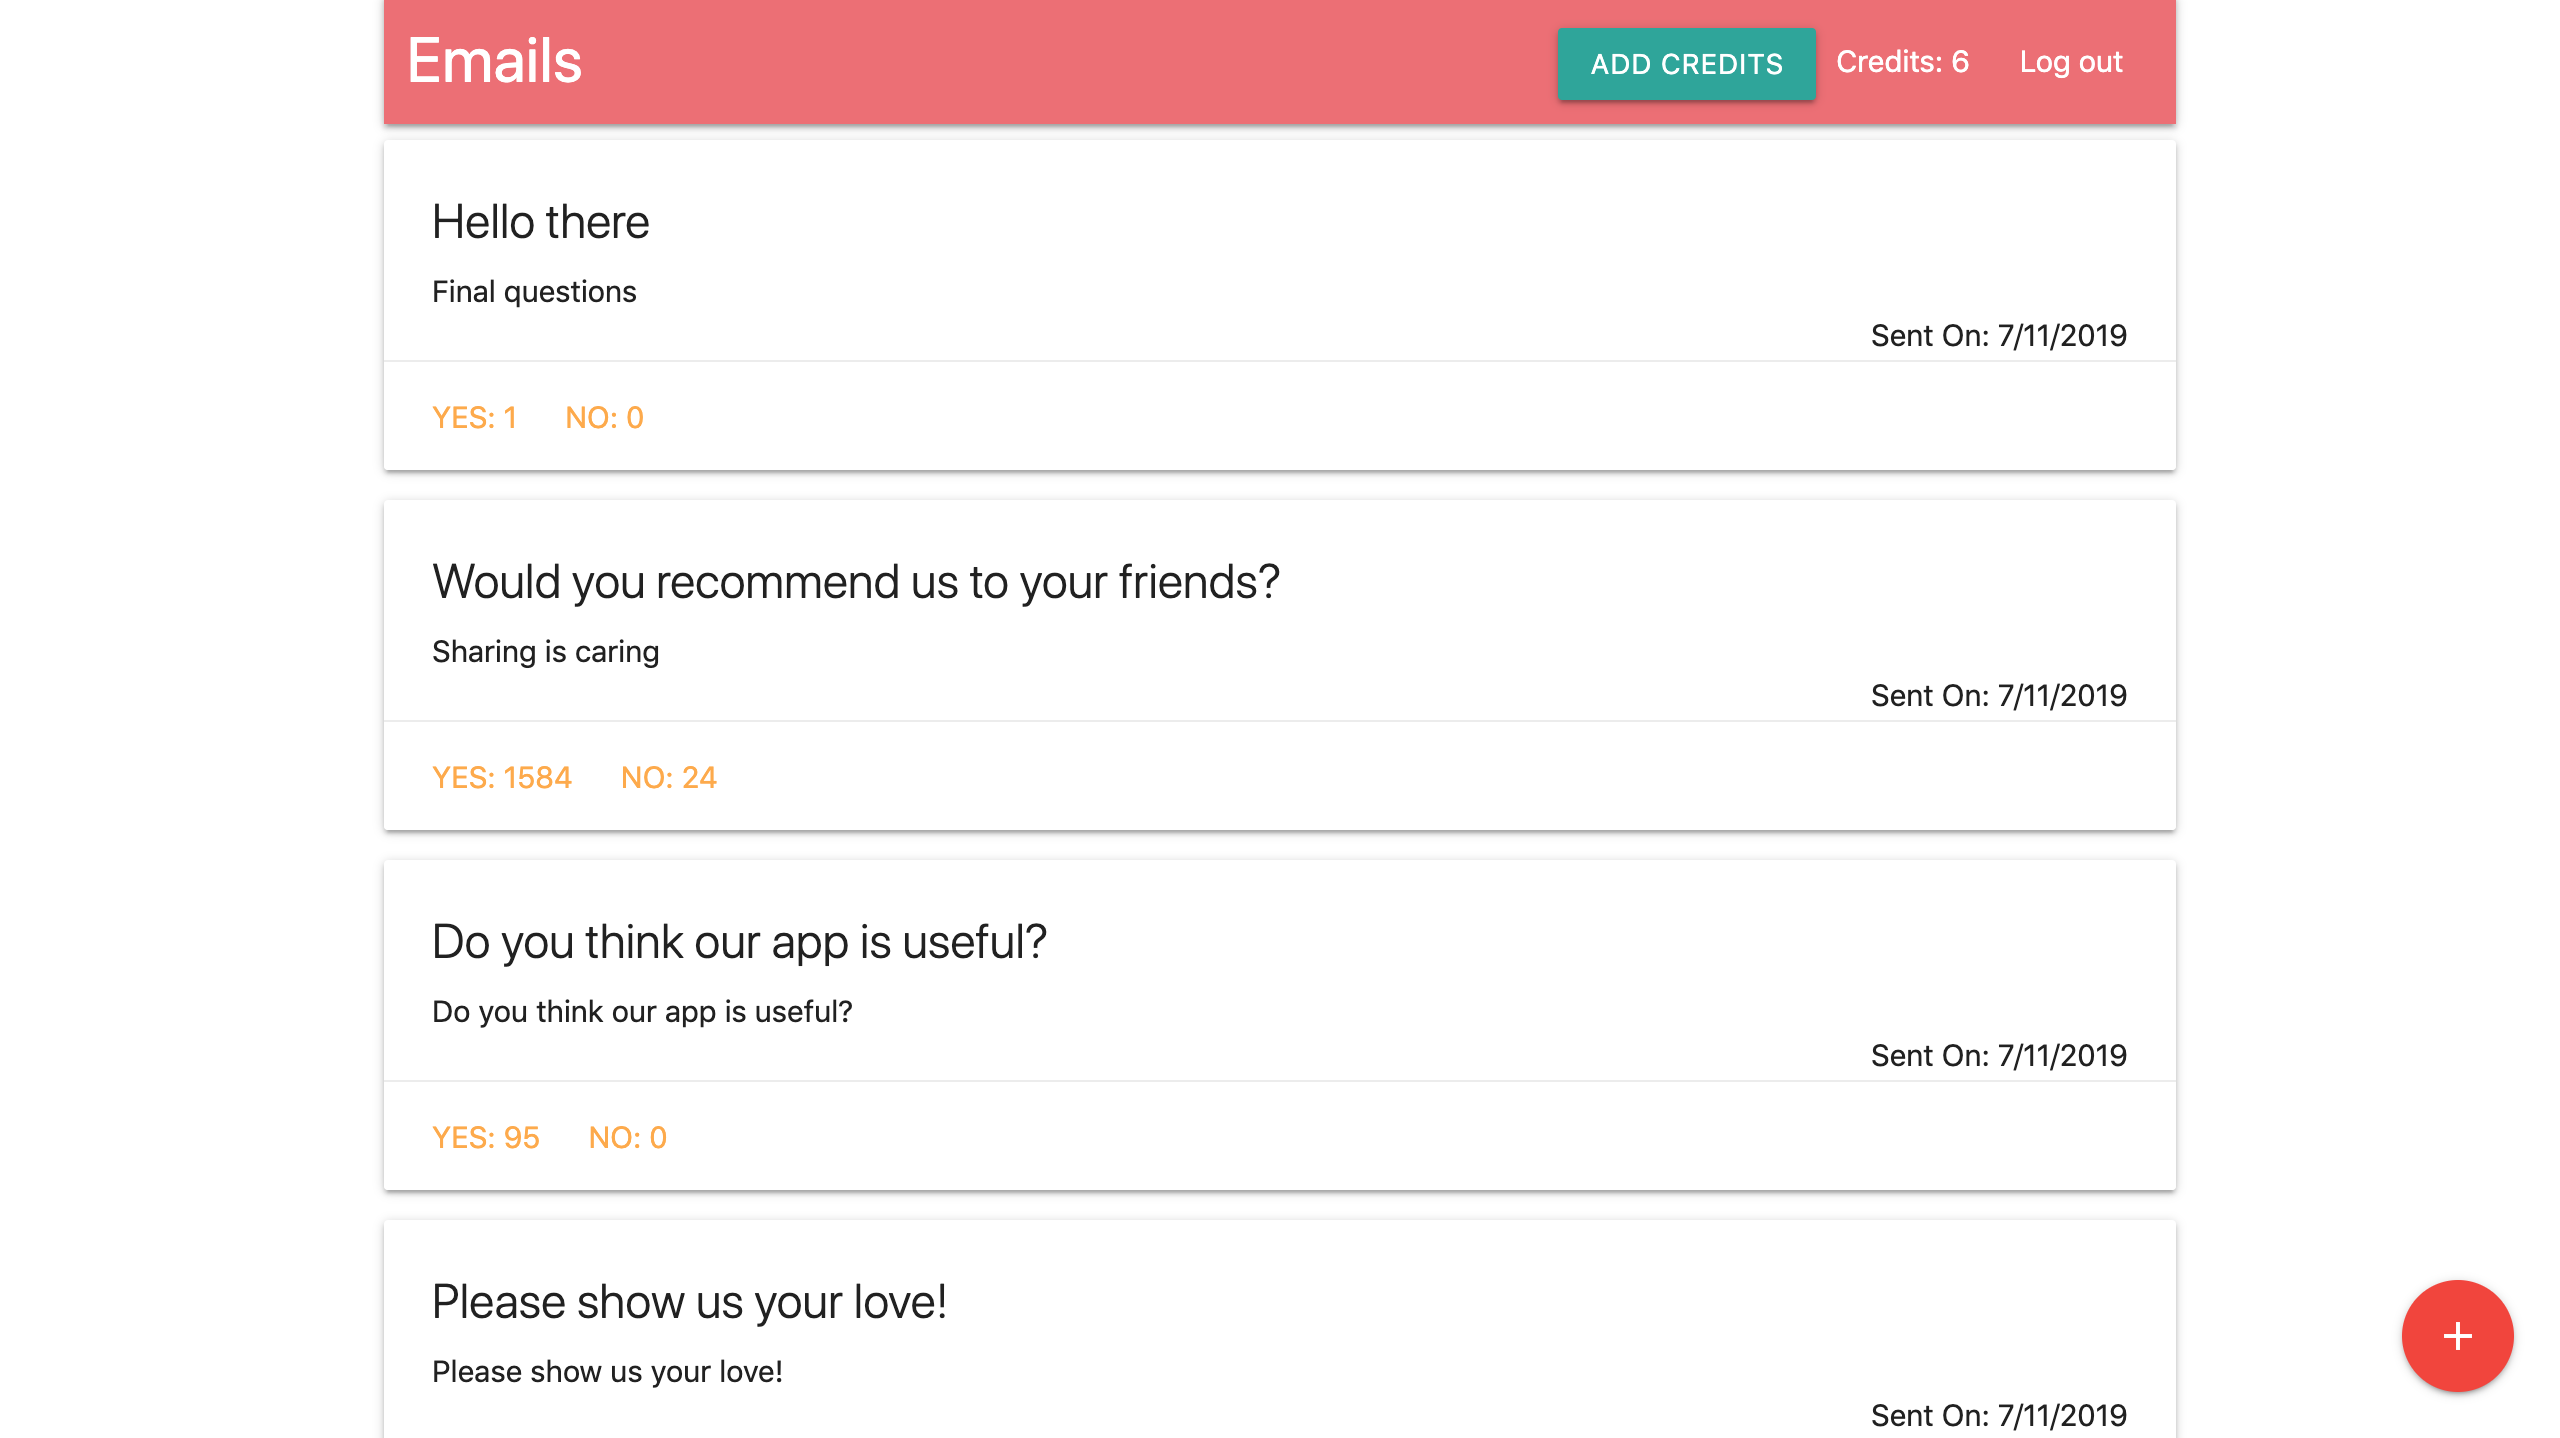 Emails
ADD CREDITS Credits: 6 Log out
Hello there
Final questions
Sent On: 7/11/2019
YES: 1 NO: 0
Would you recommend us to your friends?
Sharing is caring
Sent On: 7/11/2019
YES: 1584 NO: 24
Do you think our app is useful?
Do you think our app is useful?
Sent On: 7/11/2019
YES: 95 NO: 0
Please show us your love!
Please show us your love!
Sent On: 7/11/2019
+